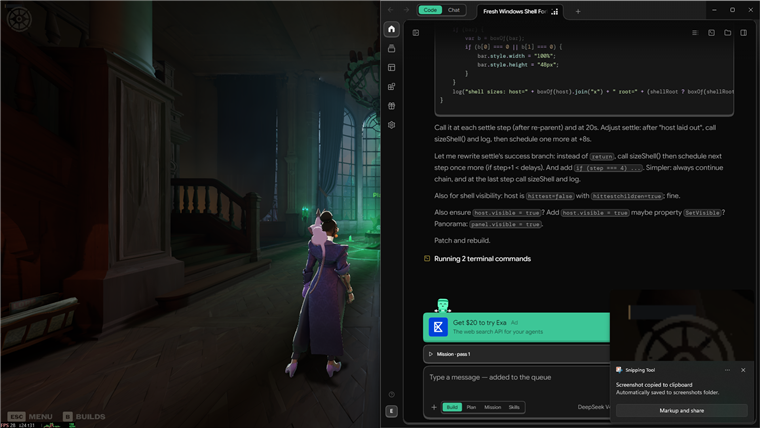 ESC MENU B BUILDS
FPS 28
Code Chat
Fresh Windows Shell For
var b = boxOf(bar);
if (b[0] === 0 || b[1] === 0) {
bar.style.width = "100%";
bar.style.height = "48px";
}
}
log("shell sizes: host=" + boxOf(host).join("x") + " root=" + (shellRoot ? boxOf(shellRoot
}
Call it at each settle step (after re-parent) and at 20s. Adjust settle: after "host laid out", call
sizeShell() and log, then schedule one more at +8s.
Let me rewrite settle's success branch: instead of return, call sizeShell() then schedule next
step once more (if step+1 < delays). And add if (step === 4) .... Simpler: always continue
chain, and at the last step call sizeShell and log.
Also for shell visibility: host is hittest=false with hittestchildren=true; fine.
Also ensure host.visible = true? Add host.visible = true maybe property SetVisible?
Panorama: panel.visible = true.
Patch and rebuild.
Running 2 terminal commands
Get $20 to try Exa Ad
The web search API for your agents
Mission · pass 1
Type a message — added to the queue
Build Plan Mission Skills
DeepSeek V
E
Snipping Tool
Screenshot copied to clipboard
Automatically saved to screenshots folder.
Markup and share